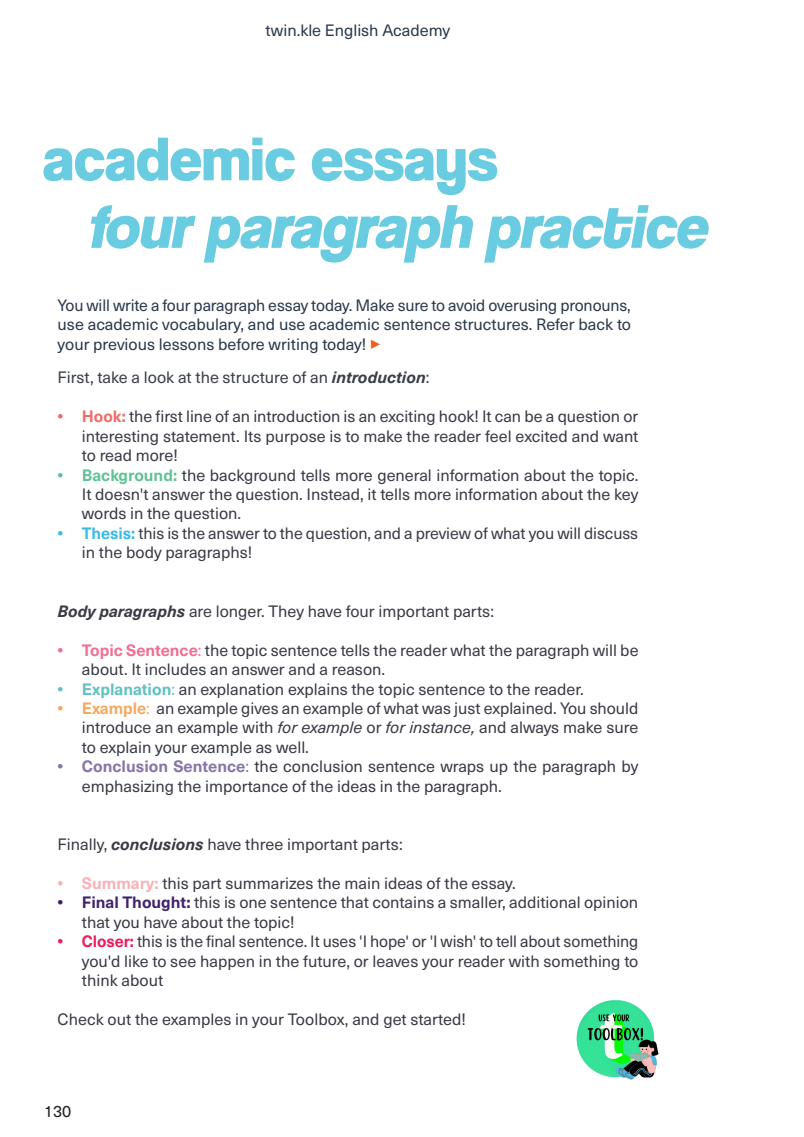 twin.kle English Academy
academic essays
four paragraph practice
You will write a four paragraph essay today. Make sure to avoid overusing pronouns,
use academic vocabulary, and use academic sentence structures. Refer back to
your previous lessons before writing today! ►
First, take a look at the structure of an introduction:
• Hook: the first line of an introduction is an exciting hook! It can be a question or
interesting statement. Its purpose is to make the reader feel excited and want
to read more!
• Background: the background tells more general information about the topic.
It doesn't answer the question. Instead, it tells more information about the key
words in the question.
• Thesis: this is the answer to the question, and a preview of what you will discuss
in the body paragraphs!
Body paragraphs are longer. They have four important parts:
• Topic Sentence: the topic sentence tells the reader what the paragraph will be
about. It includes an answer and a reason.
• Explanation: an explanation explains the topic sentence to the reader.
• Example: an example gives an example of what was just explained. You should
introduce an example with for example or for instance, and always make sure
to explain your example as well.
• Conclusion Sentence: the conclusion sentence wraps up the paragraph by
emphasizing the importance of the ideas in the paragraph.
Finally, conclusions have three important parts:
• Summary: this part summarizes the main ideas of the essay.
• Final Thought: this is one sentence that contains a smaller, additional opinion
that you have about the topic!
• Closer: this is the final sentence. It uses 'I hope' or 'I wish' to tell about something
you'd like to see happen in the future, or leaves your reader with something to
think about
Check out the examples in your Toolbox, and get started!
USE YOUR
TOOLBOX!
t
130